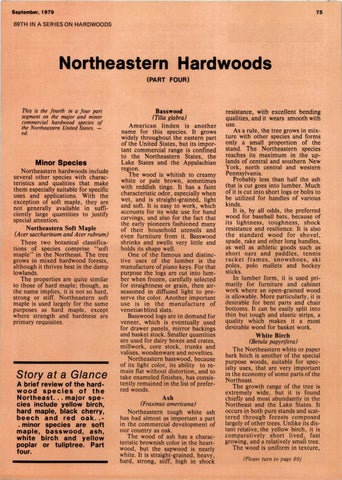 September, 1979
75
69TH IN A SERIES ON HARDWOODS
Northeastern Hardwoods
(PART FOUR)
This is the fourth in a four part
segment on the major and minor
commercial hardwood species of
the Northeastern United States. —
ed.
Minor Species
Northeastern hardwoods include
several other species with charac-
teristics and qualities that make
them especially suitable for specific
uses and applications. With the
exception of soft maple, they are
not generally available in suffi-
ciently large quantities to justify
special attention.
Northeastern Soft Maple
(Acer saccharinum and Acer rubrum)
These two botanical classifica-
tions of species compose "soft
maple" in the Northeast. The tree
grows in mixed hardwood forests,
although it thrives best in the damp
lowlands.
The properties are quite similar
to those of hard maple; though, as
the name implies, it is not so hard,
strong or stiff. Northeastern soft
maple is used largely for the same
purposes as hard maple, except
where strength and hardness are
primary requisites.
Story at a Glance
A brief review of the hard-
wood species of the
Northeast. . . major spe-
cies include yellow birch,
hard maple, black cherry,
beech and red oak. . .
. minor species are soft
maple, basswood, ash,
white birch and yellow
poplar or tuliptree. Part
four.
Basswood
(Tilia glabra)
American linden is another
name for this species. It grows
widely throughout the eastern part
of the United States, but its impor-
tant commercial range is confined
to the Northeastern States, the
Lake States and the Appalachian
region.
The wood is whitish to creamy
white or pale brown, sometimes
with reddish tinge. It has a faint
characteristic odor, especially when
wet, and is straight-grained, light
and soft. It is easy to work, which
accounts for its wide use for hand
carvings, and also for the fact that
the early settlers fashioned many
of their household utensils and
even furniture from it. Basswood
shrinks and swells very little and
holds its shape well.
One of the famous and distinc-
tive uses of the lumber is the
manufacture of piano keys. For that
purpose the logs are cut into lum-
ber when frozen, carefully selected
for straightness or grain, then air-
seasoned in diffused light to pre-
serve the color. Another important
use is in the manufacture of
venetian blind slats.
Basswood logs are in demand for
veneer, which is eventually used
for drawer panels, mirror backings
and basket stock. Smaller quantities
are used for dairy boxes and crates,
millwork, core stock, trunks and
valises, woodenware and novelties.
Northeastern basswood, because
of its light color, its ability to re-
main flat without distortion, and to
take enameled finishes, has consis-
tently remained in the list of prefer-
red woods.
Ash
(Fraxinus americana)
Northeastern tough white ash
has had almost as important a part
in the commercial development of
our country as oak.
The wood of ash has a charac-
teristic brownish color in the heart-
wood, but the sapwood is nearly
white. It is straight-grained, heavy,
hard, strong, stiff, high in shock
resistance, with excellent bending
qualities, and it wears smooth with
use.
As a rule, the tree grows in mix-
ture with other species and forms
only a small proportion of the
stand. The Northeastern species
reaches its maximum in the up-
lands of central and southern New
York, north central and western
Pennsylvania.
Probably less than half the ash
that is cut goes into lumber. Much
of it is cut into short logs or bolts to
be utilized for handles of various
kinds.
It is, by all odds, the preferred
wood for baseball bats, because of
its lightness, toughness, shock
resistance and resilience. It is also
the standard wood for shovel,
spade, rake and other long handles,
as well as athletic goods such as
short oars and paddles, tennis
racket frames, snowshoes, ski
poles, polo mallets and hockey
sticks.
In lumber form, it is used pri-
marily for furniture and cabinet
work where an open-grained wood
is allowable. More particularly, it is
desirable for bent parts and chair
bottoms. It can be easily split into
thin but tough and elastic strips, a
quality which makes it a most
desirable wood for basket work.
White Birch
(Betula papyrifera)
The Northeastern white or paper
bark birch is another of the special
purpose woods, suitable for spec-
ialty uses, that are very important
in the economy of some parts of the
Northeast.
The growth range of the tree is
extremely wide, but it is found
chiefly and most abundantly in the
Northeast and the Lake States. It
occurs in both pure stands and scat-
tered through forests composed
largely of other trees. Unlike its dis-
tant relative, the yellow birch, it is
comparatively short lived, fast
growing, and a relatively small tree.
The wood is uniform in texture,
(Please turn to page 69)